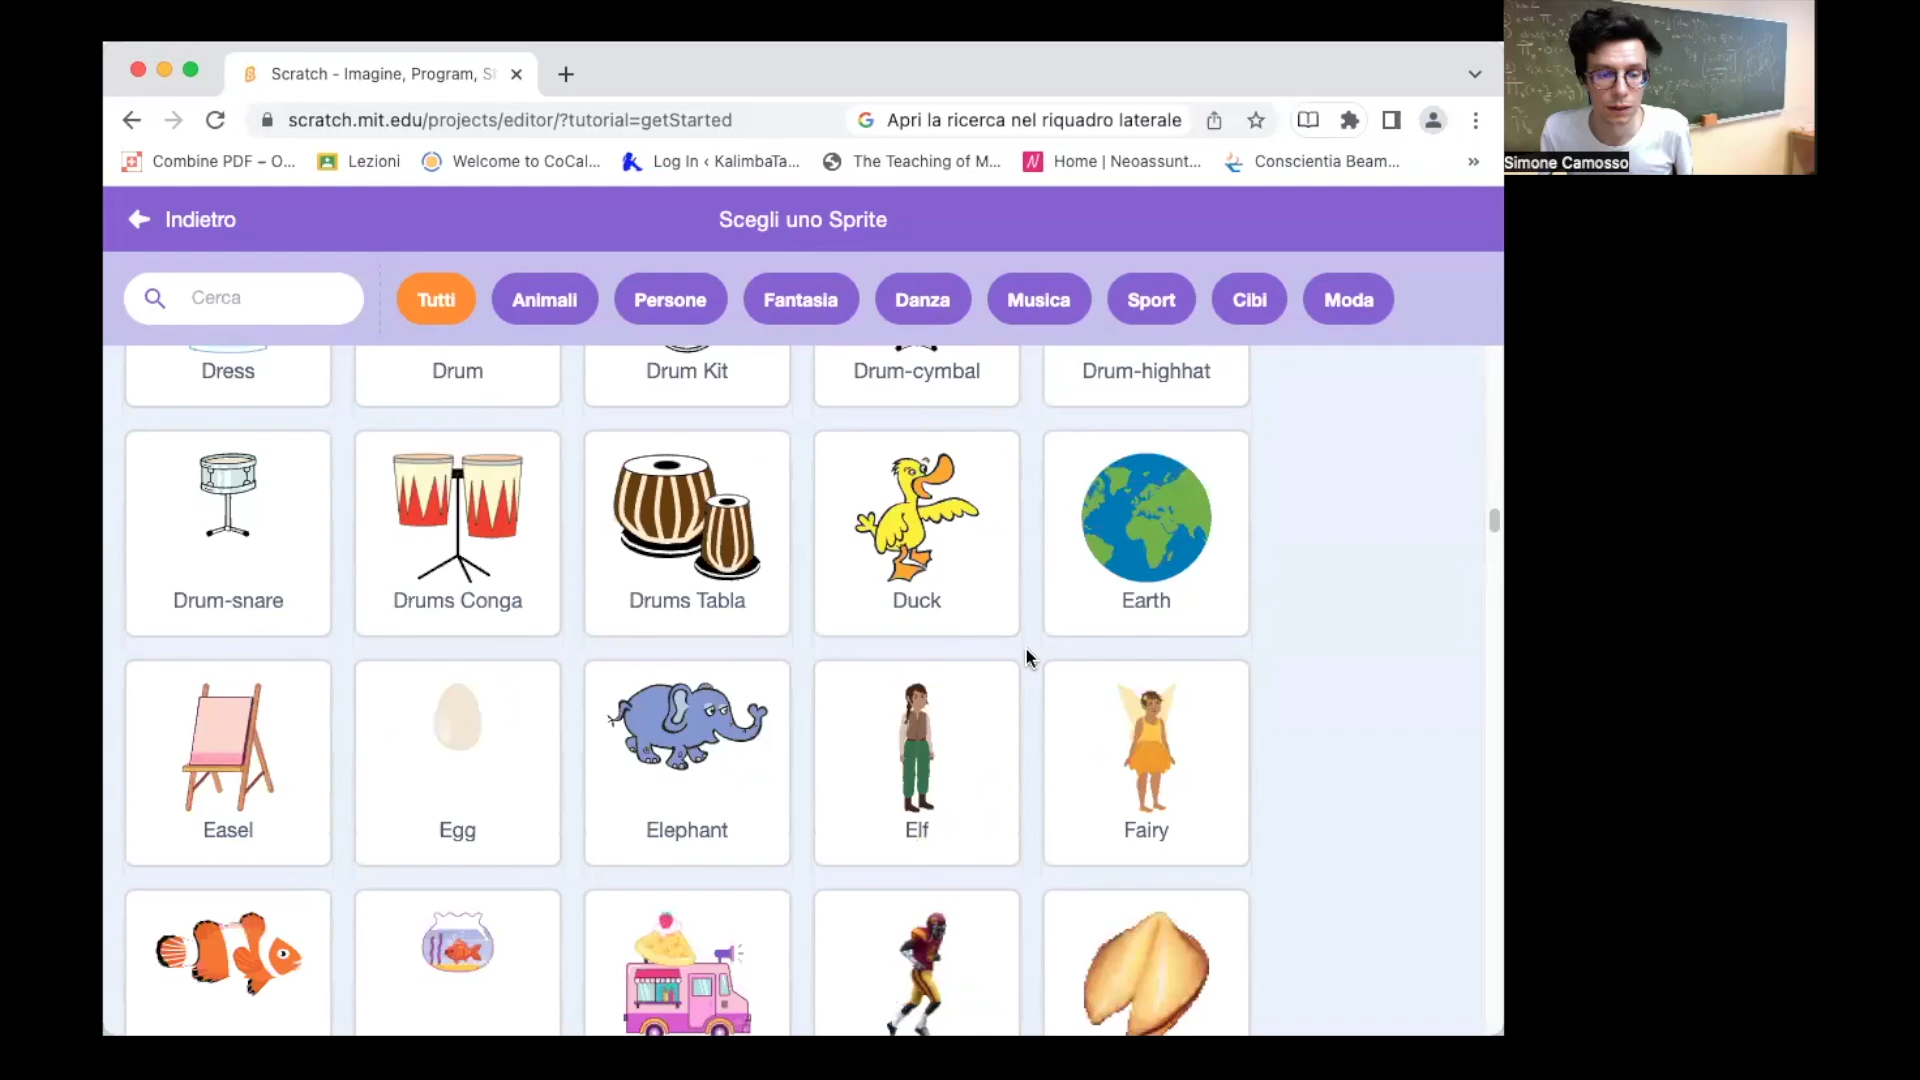 Scratch - Imagine, Program, S
scratch.mit.edu/projects/editor/?tutorial=getStarted
Apri la ricerca nel riquadro laterale
Combine PDF – O...
Lezioni
Welcome to CoCal...
Log In ‹ KalimbaTa...
The Teaching of M...
Home | Neoassunt...
Conscientia Beam...
Simone Camosso
Indietro
Scegli uno Sprite
Cerca
Tutti
Animali
Persone
Fantasia
Danza
Musica
Sport
Cibi
Moda
Dress
Drum
Drum Kit
Drum-cymbal
Drum-highhat
Drum-snare
Drums Conga
Drums Tabla
Duck
Earth
Easel
Egg
Elephant
Elf
Fairy